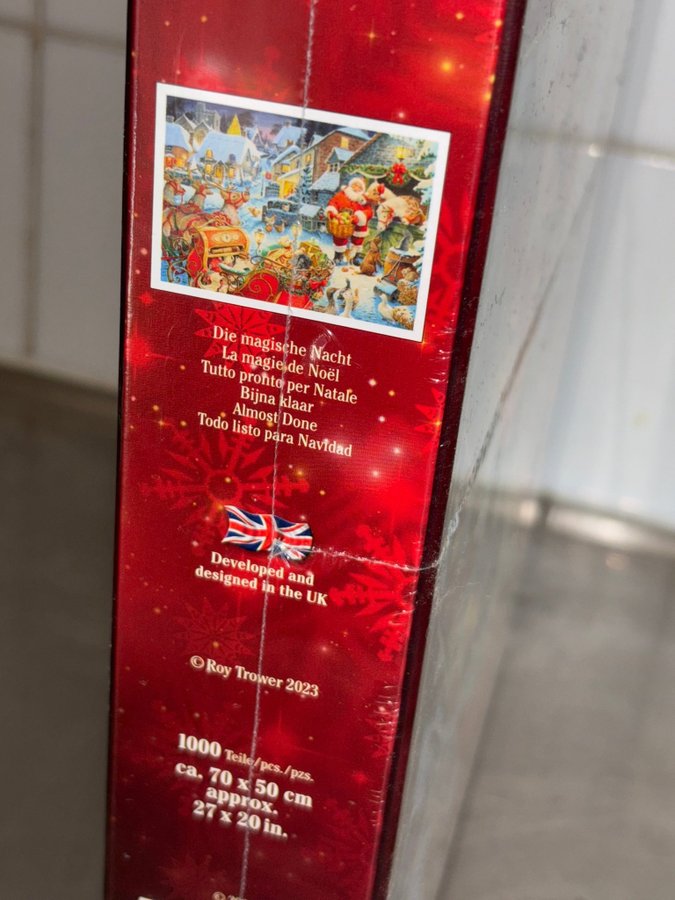 Die magische Nacht
La magie de Noël
Tutto pronto per Natale
Bijna klaar
Almost Done
Todo listo para Navidad
Developed and
designed in the UK
© Roy Trower 2023
1000 Teile/pcs./pzs.
ca. 70 x 50 cm
approx.
27 x 20 in.